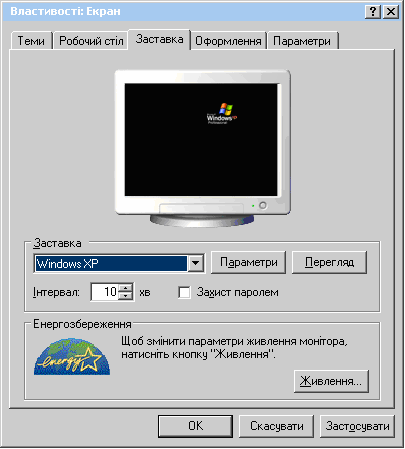 Властивості: Екран
Теми Робочий стіл Заставка Оформлення Параметри
Microsoft
Windows xp
Professional
Заставка
Windows XP Параметри Перегляд
Інтервал: 10 хв Захист паролем
Енергозбереження
Щоб змінити параметри живлення монітора,
натисніть кнопку "Живлення".
energy
Живлення...
OK Скасувати Застосувати